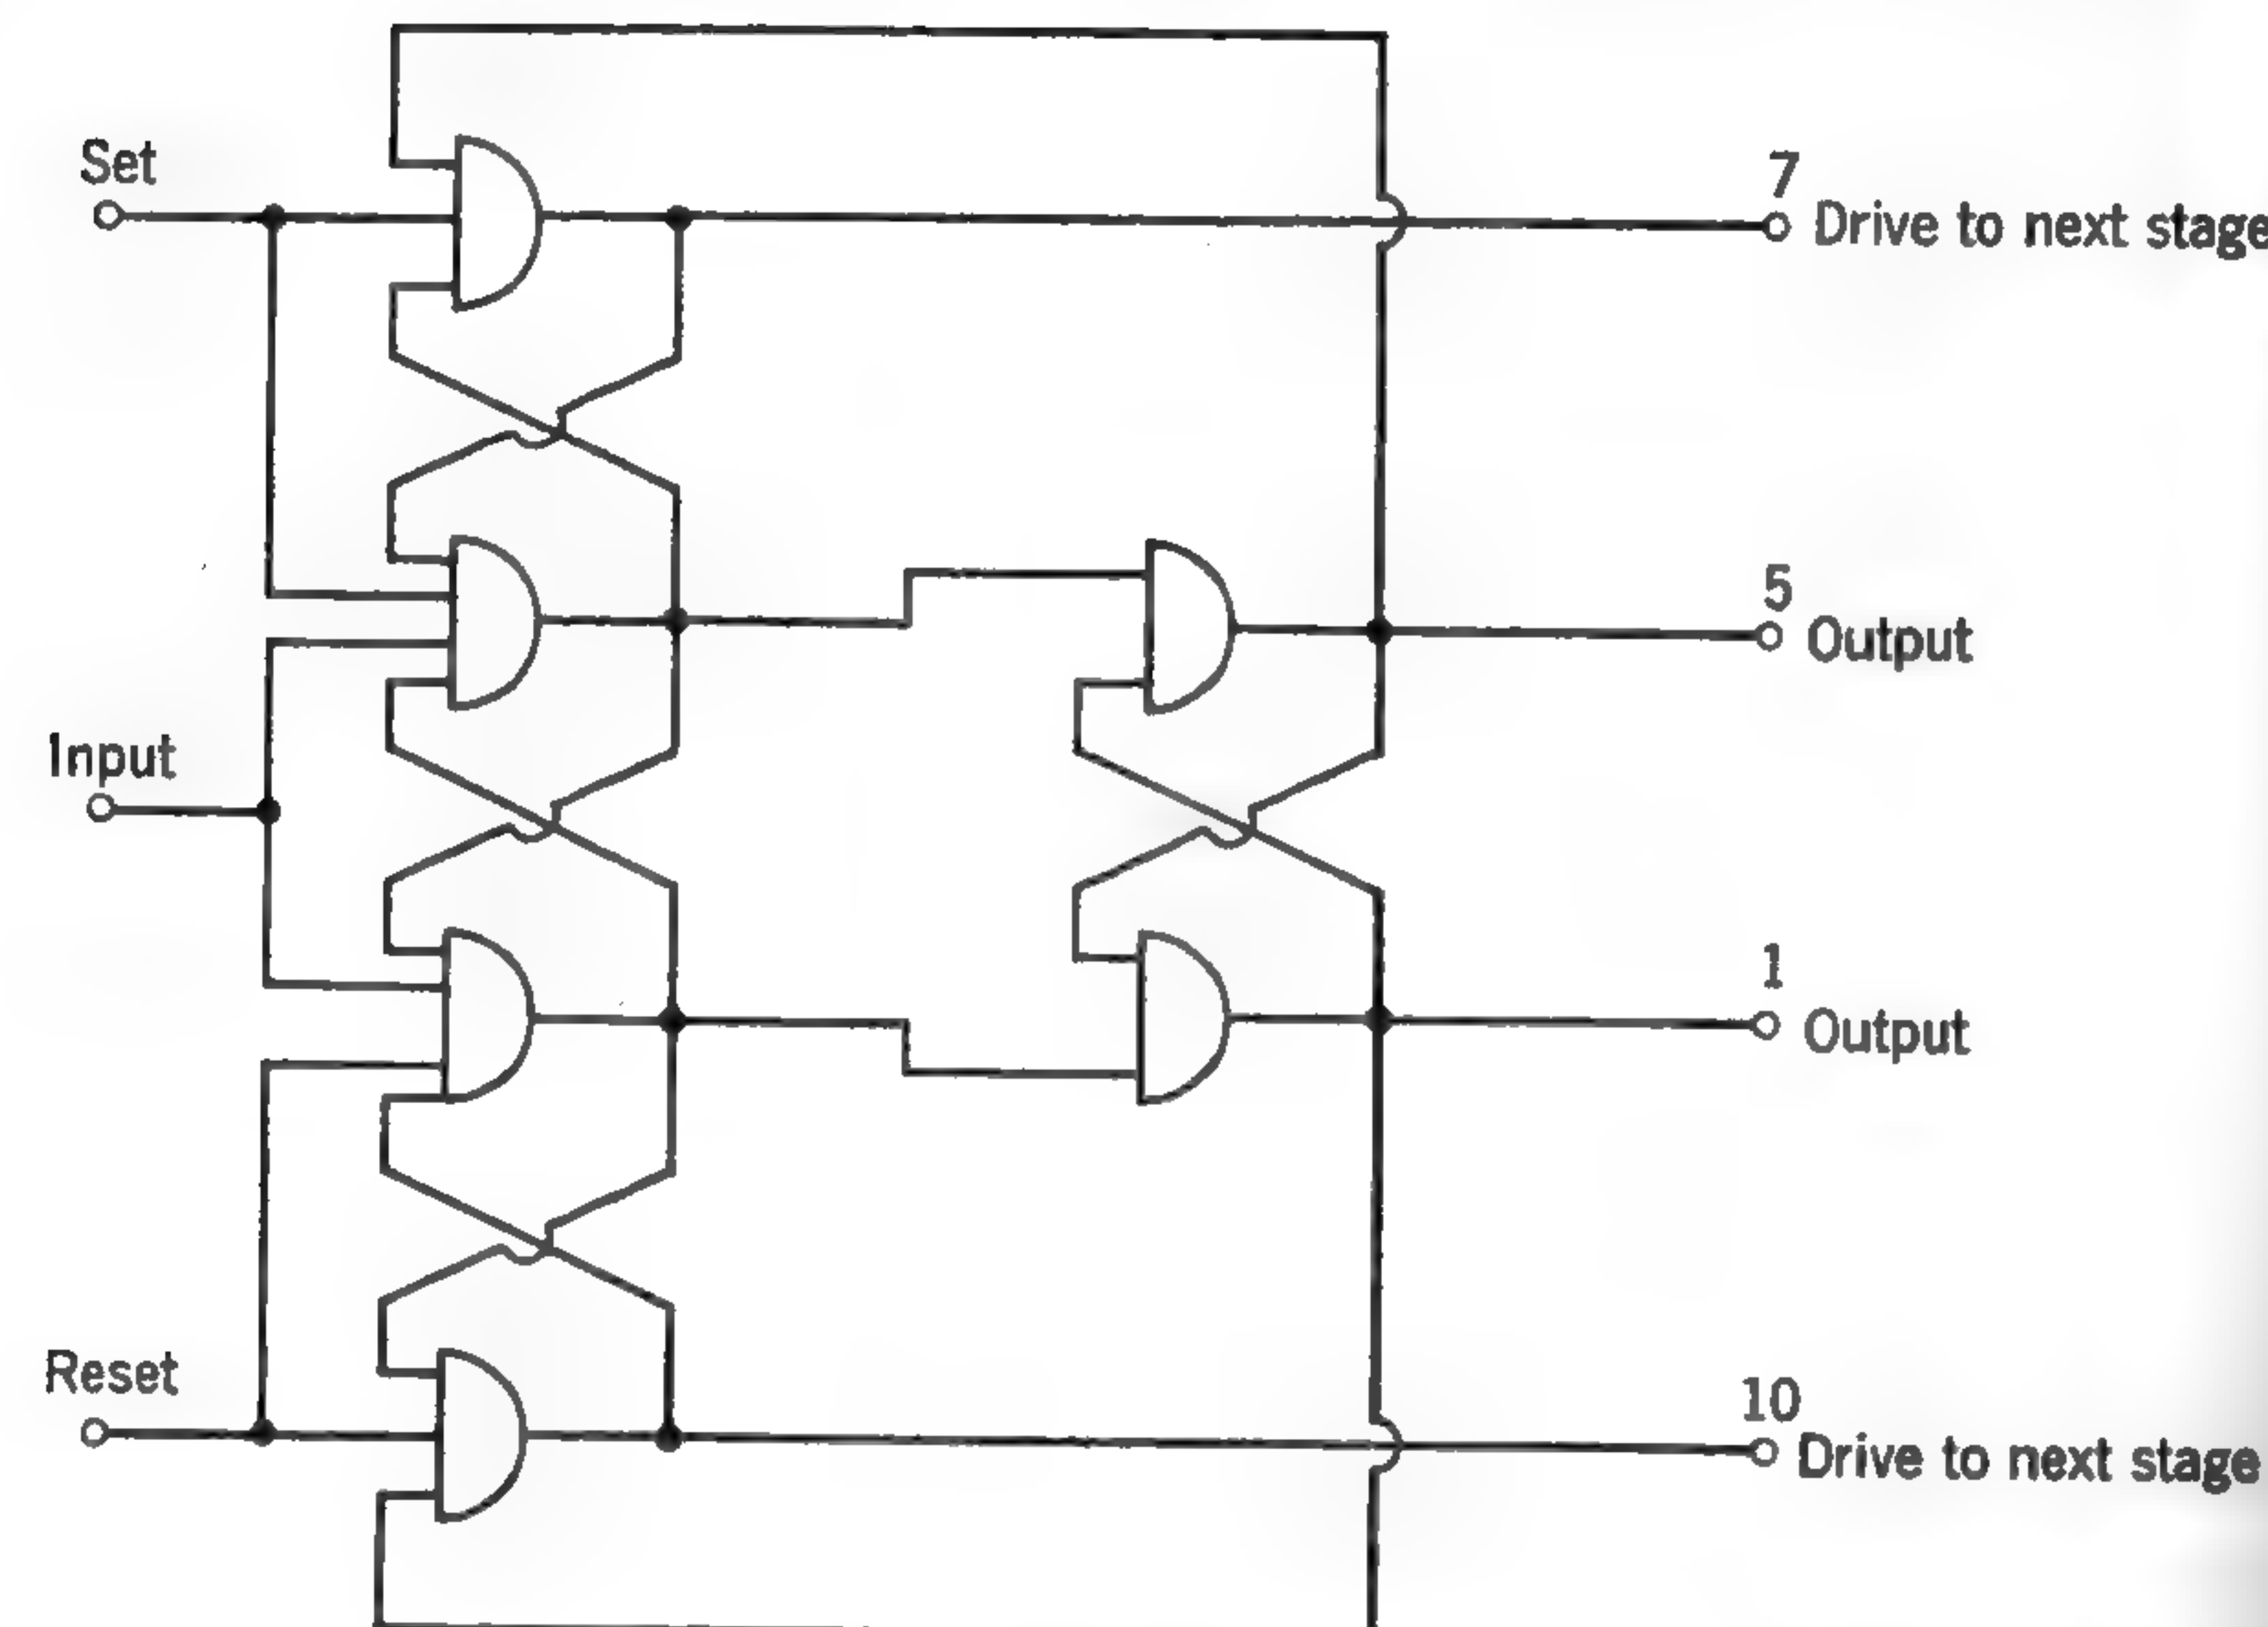 Set
7
Drive to next stage
5
Output
Input
1
Output
Reset
10
Drive to next stage